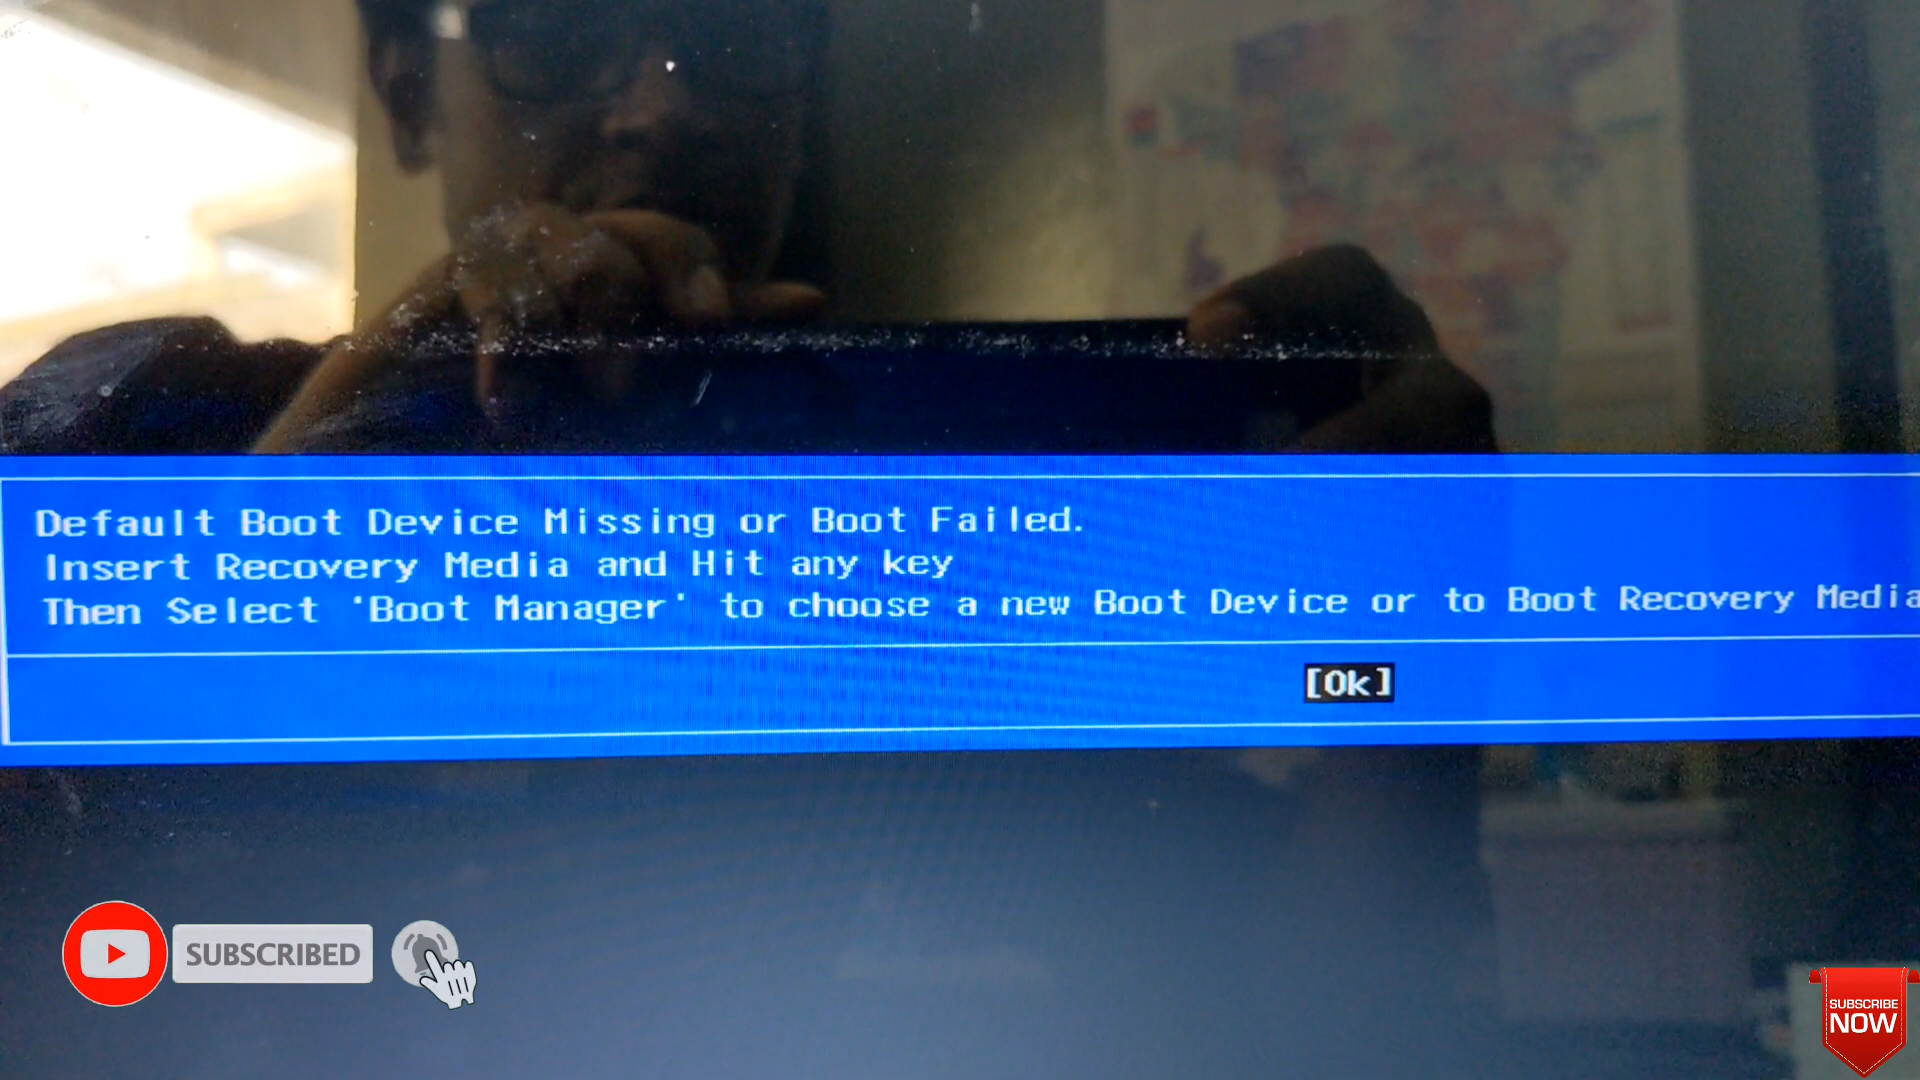 Default Boot Device Missing or Boot Failed.
Insert Recovery Media and Hit any key
Then Select 'Boot Manager' to choose a new Boot Device or to Boot Recovery Media
[Ok]
SUBSCRIBED
SUBSCRIBE
NOW